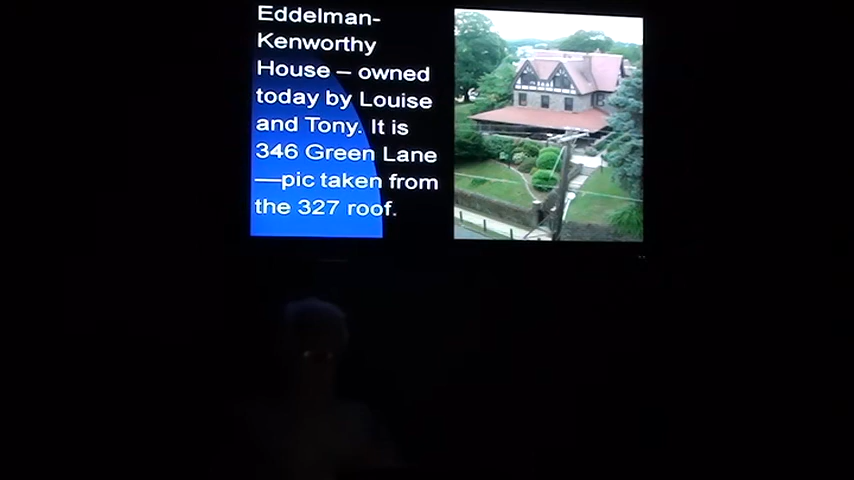 Eddelman-
Kenworthy
House – owned
today by Louise
and Tony. It is
346 Green Lane
—pic taken from
the 327 roof.